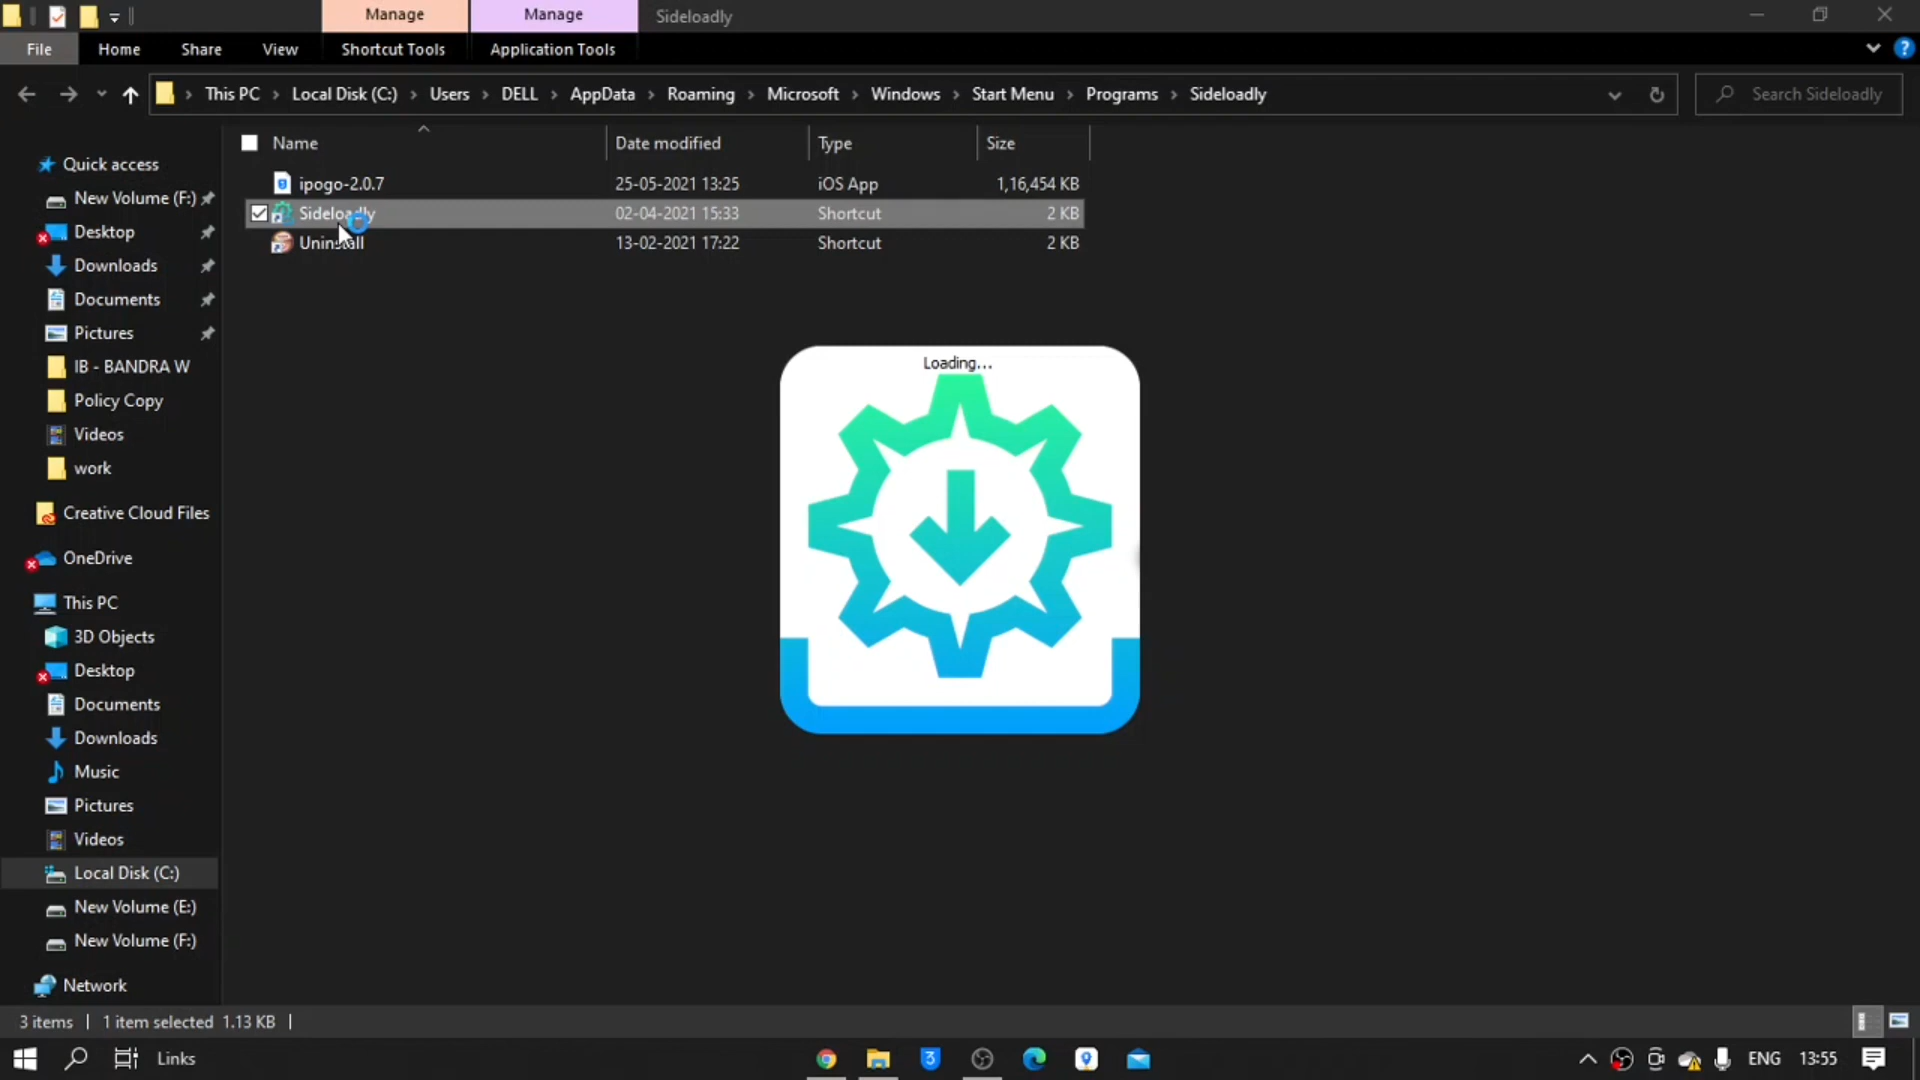 Manage
Manage
Sideloadly
File
Home
Share
View
Shortcut Tools
Application Tools
This PC
Local Disk (C:)
Users
DELL
AppData
Roaming
Microsoft
Windows
Start Menu
Programs
Sideloadly
Search Sideloadly
Name
Date modified
Type
Size
ipogo-2.0.7
25-05-2021 13:25
iOS App
1,16,454 KB
Sideloadly
02-04-2021 15:33
Shortcut
2 KB
Uninstall
13-02-2021 17:22
Shortcut
2 KB
Quick access
New Volume (F:)
Desktop
Downloads
Documents
Pictures
IB - BANDRA W
Policy Copy
Videos
work
Creative Cloud Files
OneDrive
This PC
3D Objects
Desktop
Documents
Downloads
Music
Pictures
Videos
Local Disk (C:)
New Volume (E:)
New Volume (F:)
Network
Loading...
3 items
1 item selected 1.13 KB
Links
3
ENG
13:55